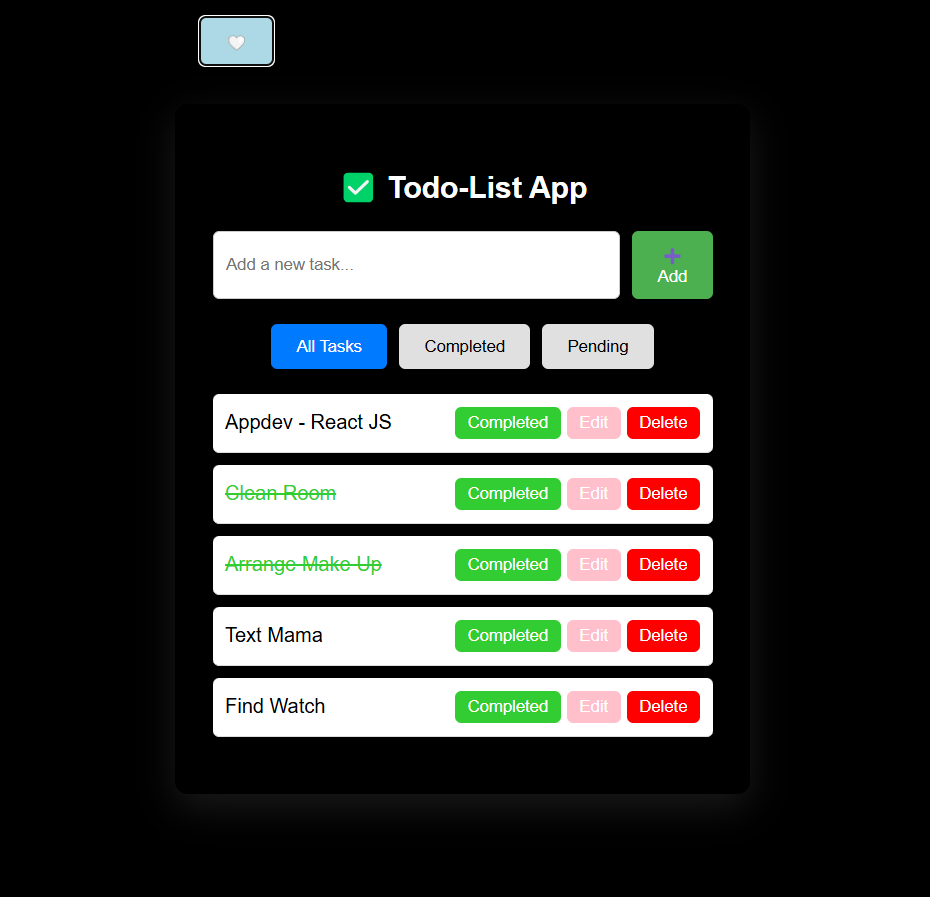 Todo-List App
Add a new task...
Add
All Tasks Completed Pending
Appdev - React JS Completed Edit Delete
Clean Room Completed Edit Delete
Arrange Make Up Completed Edit Delete
Text Mama Completed Edit Delete
Find Watch Completed Edit Delete